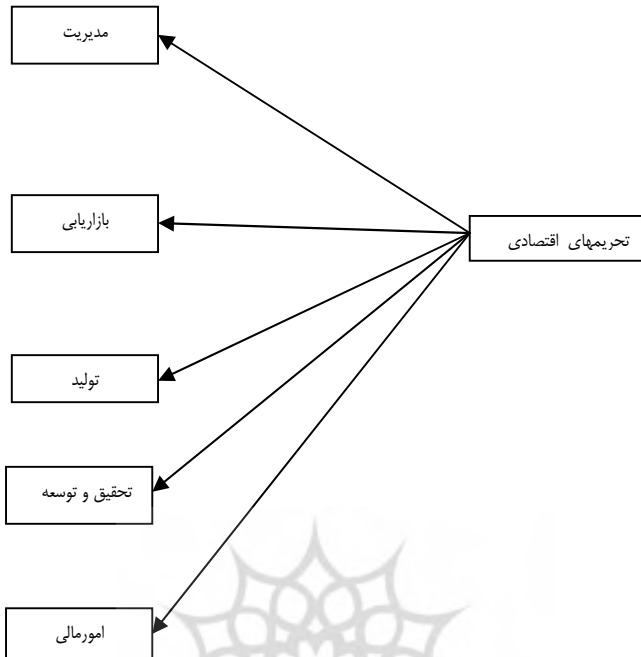 مدیریت
بازاریابی
تحریمهای اقتصادی
تولید
تحقیق و توسعه
امورمالی